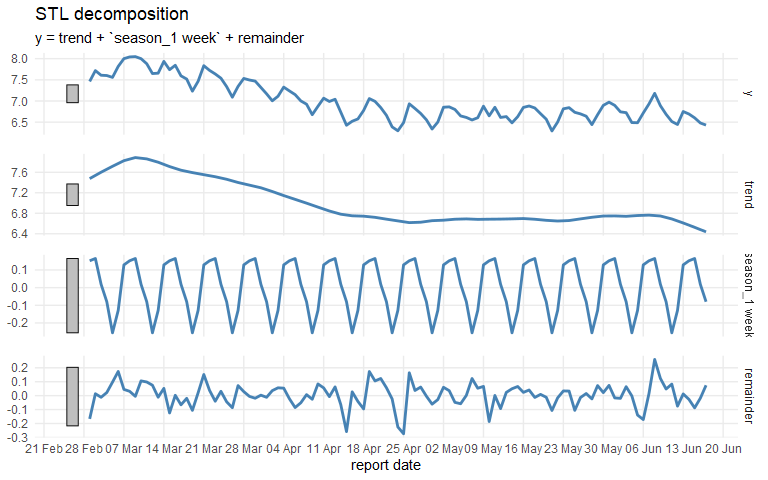 STL decomposition
y = trend + `season_1 week` + remainder
8.0
7.5
7.0
6.5
y
7.6
7.2
6.8
6.4
trend
0.1
0.0
-0.1
-0.2
season_1 week
0.2
0.1
0.0
-0.1
-0.2
-0.3
remainder
21 Feb 28 Feb 07 Mar 14 Mar 21 Mar 28 Mar 04 Apr 11 Apr 18 Apr 25 Apr 02 May 09 May 16 May 23 May 30 May 06 Jun 13 Jun 20 Jun
report date